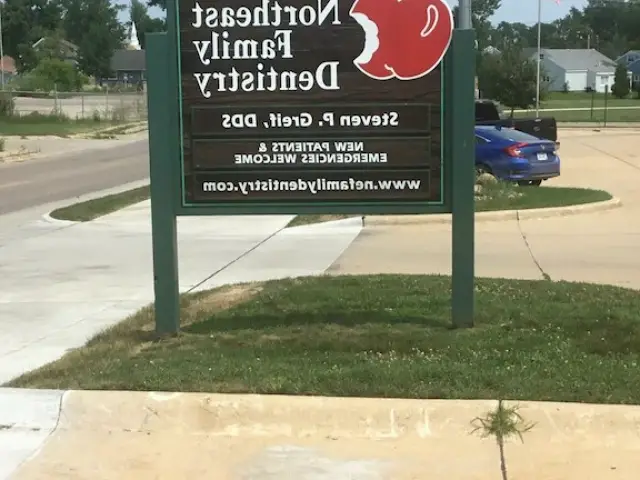 Northeast
Family
Dentistry
Steven P. Greif, DDS
NEW PATIENTS &
EMERGENCIES WELCOME
www.nefamilydentistry.com